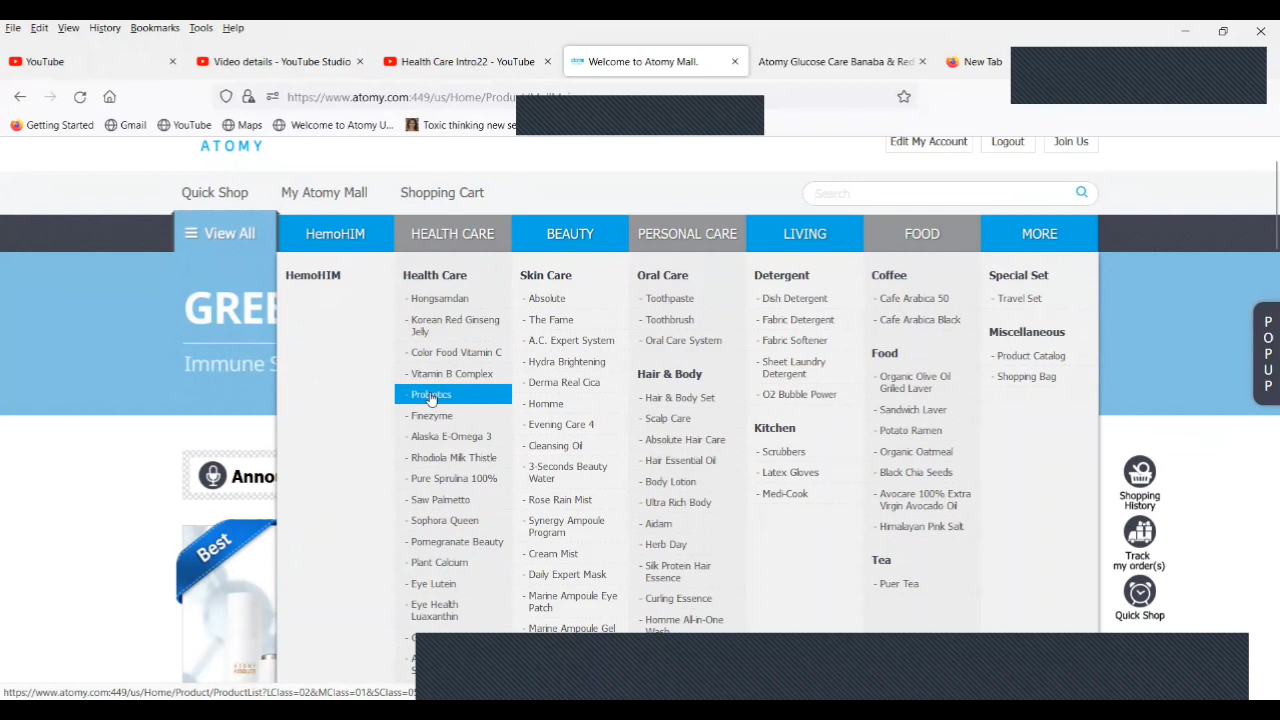 File Edit View History Bookmarks Tools Help
YouTube
Video details - YouTube Studio
Health Care Intro22 - YouTube
Welcome to Atomy Mall.
Atomy Glucose Care Banaba & Red
New Tab
https://www.atomy.com:449/us/Home/Product/
Getting Started
Gmail
YouTube
Maps
Welcome to Atomy U...
Toxic thinking new se
ATOMY
Edit My Account
Logout
Join Us
Quick Shop
My Atomy Mall
Shopping Cart
Search
View All
HemoHIM
HEALTH CARE
BEAUTY
PERSONAL CARE
LIVING
FOOD
MORE
GREE
Immune S
Anno
Best
ATOMY
ABSOLUTE
HemoHIM
Health Care
- Hongsamdan
- Korean Red Ginseng
Jelly
- Color Food Vitamin C
- Vitamin B Complex
- Probiotics
- Finezyme
- Alaska E-Omega 3
- Rhodiola Milk Thistle
- Pure Spirulina 100%
- Saw Palmetto
- Sophora Queen
- Pomegranate Beauty
- Plant Calcium
- Eye Lutein
- Eye Health
Luaxanthin
Skin Care
- Absolute
- The Fame
- A.C. Expert System
- Hydra Brightening
- Derma Real Cica
- Homme
- Evening Care 4
- Cleansing Oil
- 3-Seconds Beauty
Water
- Rose Rain Mist
- Synergy Ampoule
Program
- Cream Mist
- Daily Expert Mask
- Marine Ampoule Eye
Patch
- Marine Ampoule Gel
Oral Care
- Toothpaste
- Toothbrush
- Oral Care System
Hair & Body
- Hair & Body Set
- Scalp Care
- Absolute Hair Care
- Hair Essential Oil
- Body Lotion
- Ultra Rich Body
- Aidam
- Herb Day
- Silk Protein Hair
Essence
- Curling Essence
- Homme All-in-One
Wash
Detergent
- Dish Detergent
- Fabric Detergent
- Fabric Softener
- Sheet Laundry
Detergent
- O2 Bubble Power
Kitchen
- Scrubbers
- Latex Gloves
- Medi-Cook
Coffee
- Cafe Arabica 50
- Cafe Arabica Black
Food
- Organic Olive Oil
Griled Laver
- Sandwich Laver
- Potato Ramen
- Organic Oatmeal
- Black Chia Seeds
- Avocare 100% Extra
Virgin Avocado Oil
- Himalayan Pink Salt
Tea
- Puer Tea
Special Set
- Travel Set
Miscellaneous
- Product Catalog
- Shopping Bag
POPUP
Shopping
History
Track
my order(s)
Quick Shop
https://www.atomy.com:449/us/Home/Product/ProductList?LClass=02&MClass=01&SClass=05